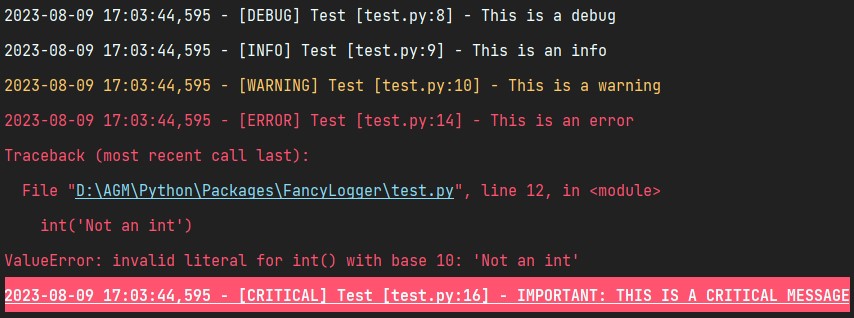 2023-08-09 17:03:44,595 - [DEBUG] Test [test.py:8] - This is a debug
2023-08-09 17:03:44,595 - [INFO] Test [test.py:9] - This is an info
2023-08-09 17:03:44,595 - [WARNING] Test [test.py:10] - This is a warning
2023-08-09 17:03:44,595 - [ERROR] Test [test.py:14] - This is an error
Traceback (most recent call last):
  File "D:\AGM\Python\Packages\FancyLogger\test.py", line 12, in <module>
    int('Not an int')
ValueError: invalid literal for int() with base 10: 'Not an int'
2023-08-09 17:03:44,595 - [CRITICAL] Test [test.py:16] - IMPORTANT: THIS IS A CRITICAL MESSAGE